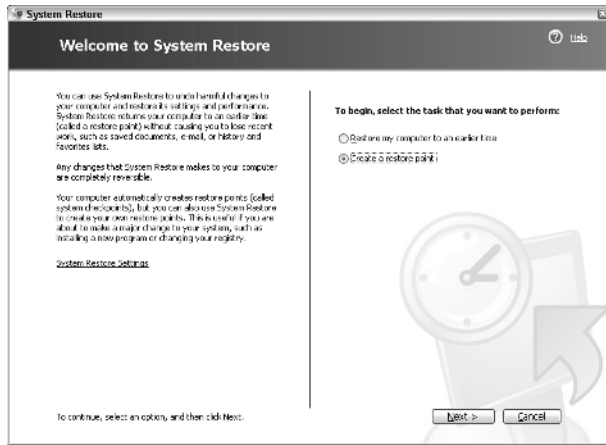 System Restore
Welcome to System Restore
Help
You can use System Restore to undo harmful changes to
your computer and restore its settings and performance.
System Restore returns your computer to an earlier time
(called a restore point) without causing you to lose recent
work, such as saved documents, e-mail, or history and
favorites lists.
Any changes that System Restore makes to your computer
are completely reversible.
Your computer automatically creates restore points (called
system checkpoints), but you can also use System Restore
to create your own restore points. This is useful if you are
about to make a major change to your system, such as
installing a new program or changing your registry.
System Restore Settings
To begin, select the task that you want to perform:
Restore my computer to an earlier time
Create a restore point
To continue, select an option, and then click Next.
Next >
Cancel